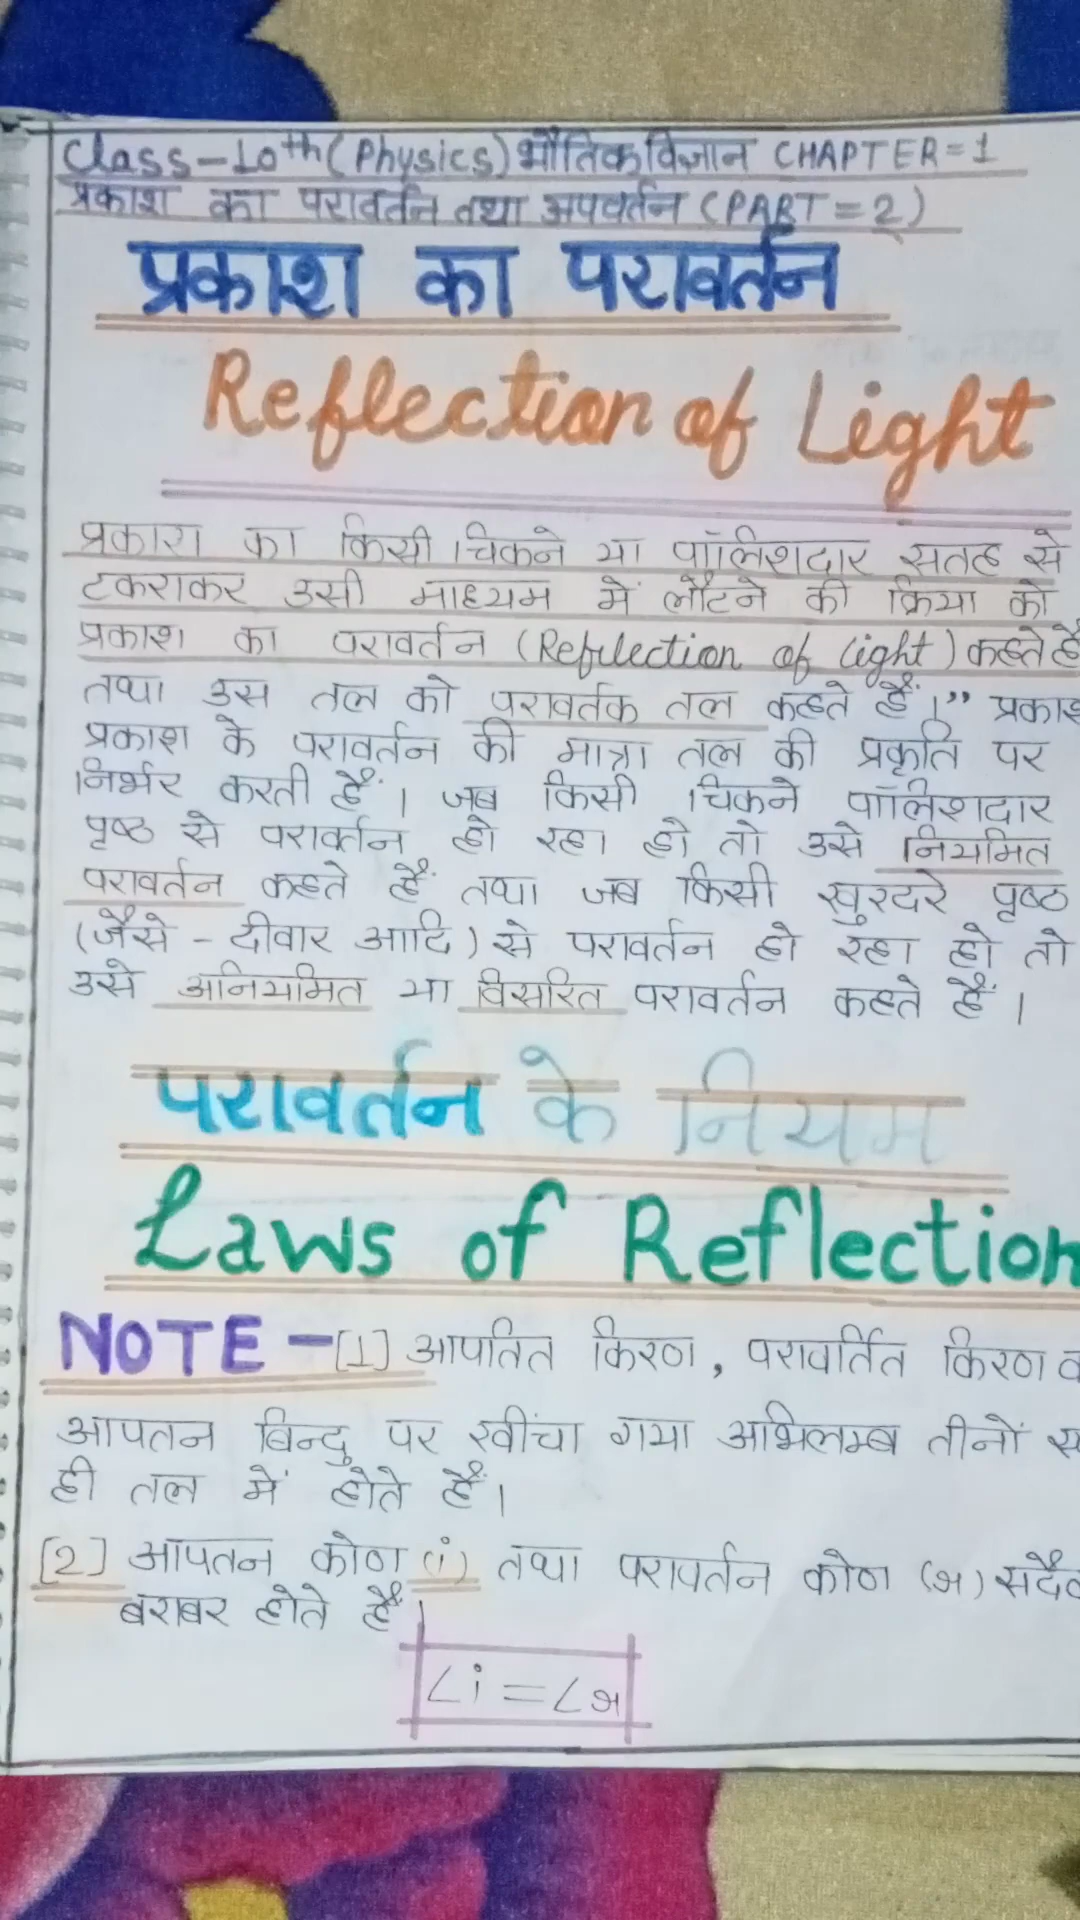 Class-10th (Physics) भौतिक विज्ञान CHAPTER=1
प्रकाश का परावर्तन तथा अपवर्तन (PART=2)
प्रकाश का परावर्तन
Reflection of Light
प्रकाश का किसी चिकने या पॉलिशदार सतह से
टकराकर उसी माध्यम में लौटने की क्रिया को
प्रकाश का परावर्तन (Refilection of light) कहते हैं
तथा उस तल को परावर्तक तल कहते हैं।” प्रकाश
प्रकाश के परावर्तन की मात्रा तल की प्रकृति पर
निर्भर करती हैं। जब किसी चिकने पॉलिशदार
पृष्ठ से परावर्तन हो रहा हो तो उसे नियमित
परावर्तन कहते हैं तथा जब किसी खुरदरे पृष्ठ
(जैसे - दीवार आदि) से परावर्तन हो रहा हो तो
उसे अनियमित या विसरित परावर्तन कहते हैं।
परावर्तन के नियम
Laws of Reflection
NOTE -[1] आपतित किरण, परावर्तित किरण
आपतन बिन्दु पर खींचा गया अभिलम्ब तीनों
ही तल में होते हैं।
[2] आपतन कोण (i) तथा परापर्तन कोण (r) सदैव
बराबर होते हैं
∠i = ∠r